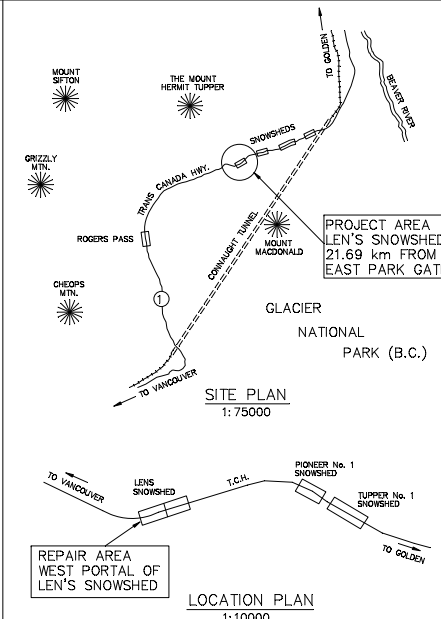 TO GOLDEN
MOUNT
SIFTON
THE MOUNT
HERMIT TUPPER
BEAVER RIVER
SNOWSHEDS
GRIZZLY
MTN.
TRANS CANADA HWY.
CONNAUGHT TUNNEL
ROGERS PASS
MOUNT
MACDONALD
PROJECT AREA
LEN'S SNOWSHED
21.69 km FROM
EAST PARK GAT
CHEOPS
MTN.
1
GLACIER
NATIONAL
PARK (B.C.)
TO VANCOUVER
SITE PLAN
1:75000
TO VANCOUVER
LENS
SNOWSHED
T.C.H.
PIONEER No. 1
SNOWSHED
TUPPER No. 1
SNOWSHED
TO GOLDEN
REPAIR AREA
WEST PORTAL OF
LEN'S SNOWSHED
LOCATION PLAN
1:10000